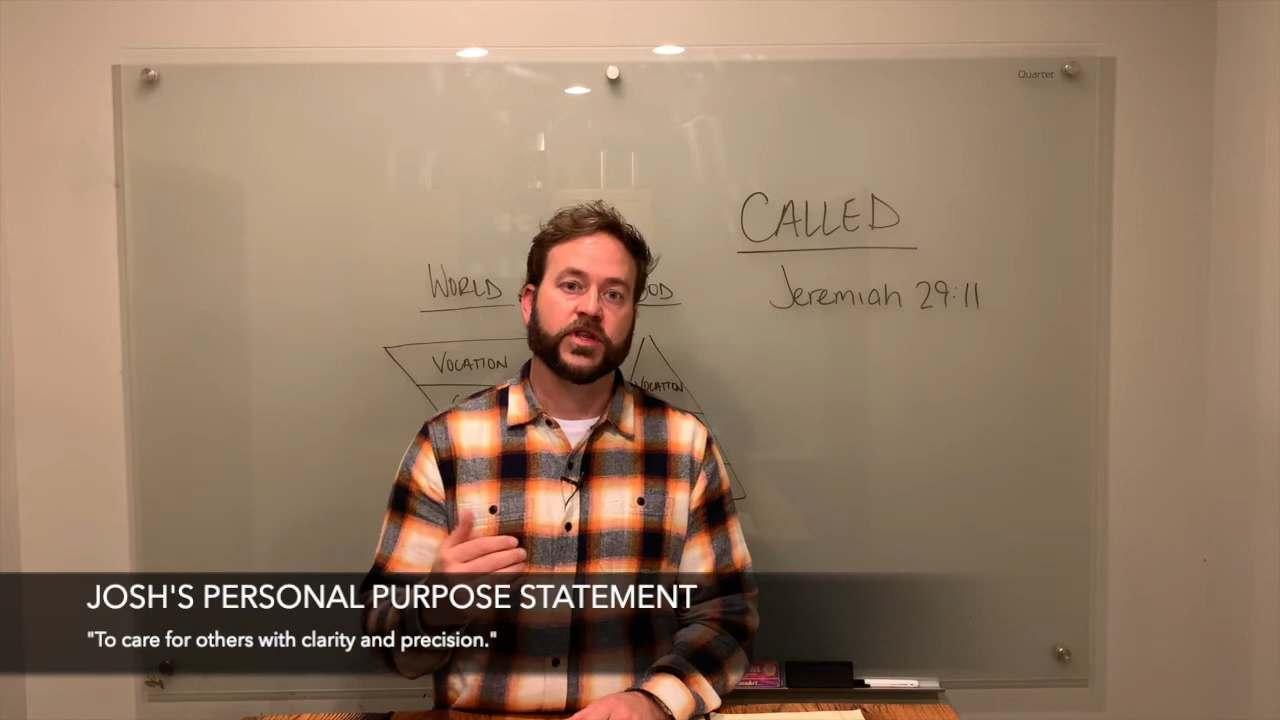 Quartet
CALLED
Jeremiah 29:11
WORLD
VOCATION
VOCATION
JOSH'S PERSONAL PURPOSE STATEMENT
"To care for others with clarity and precision."